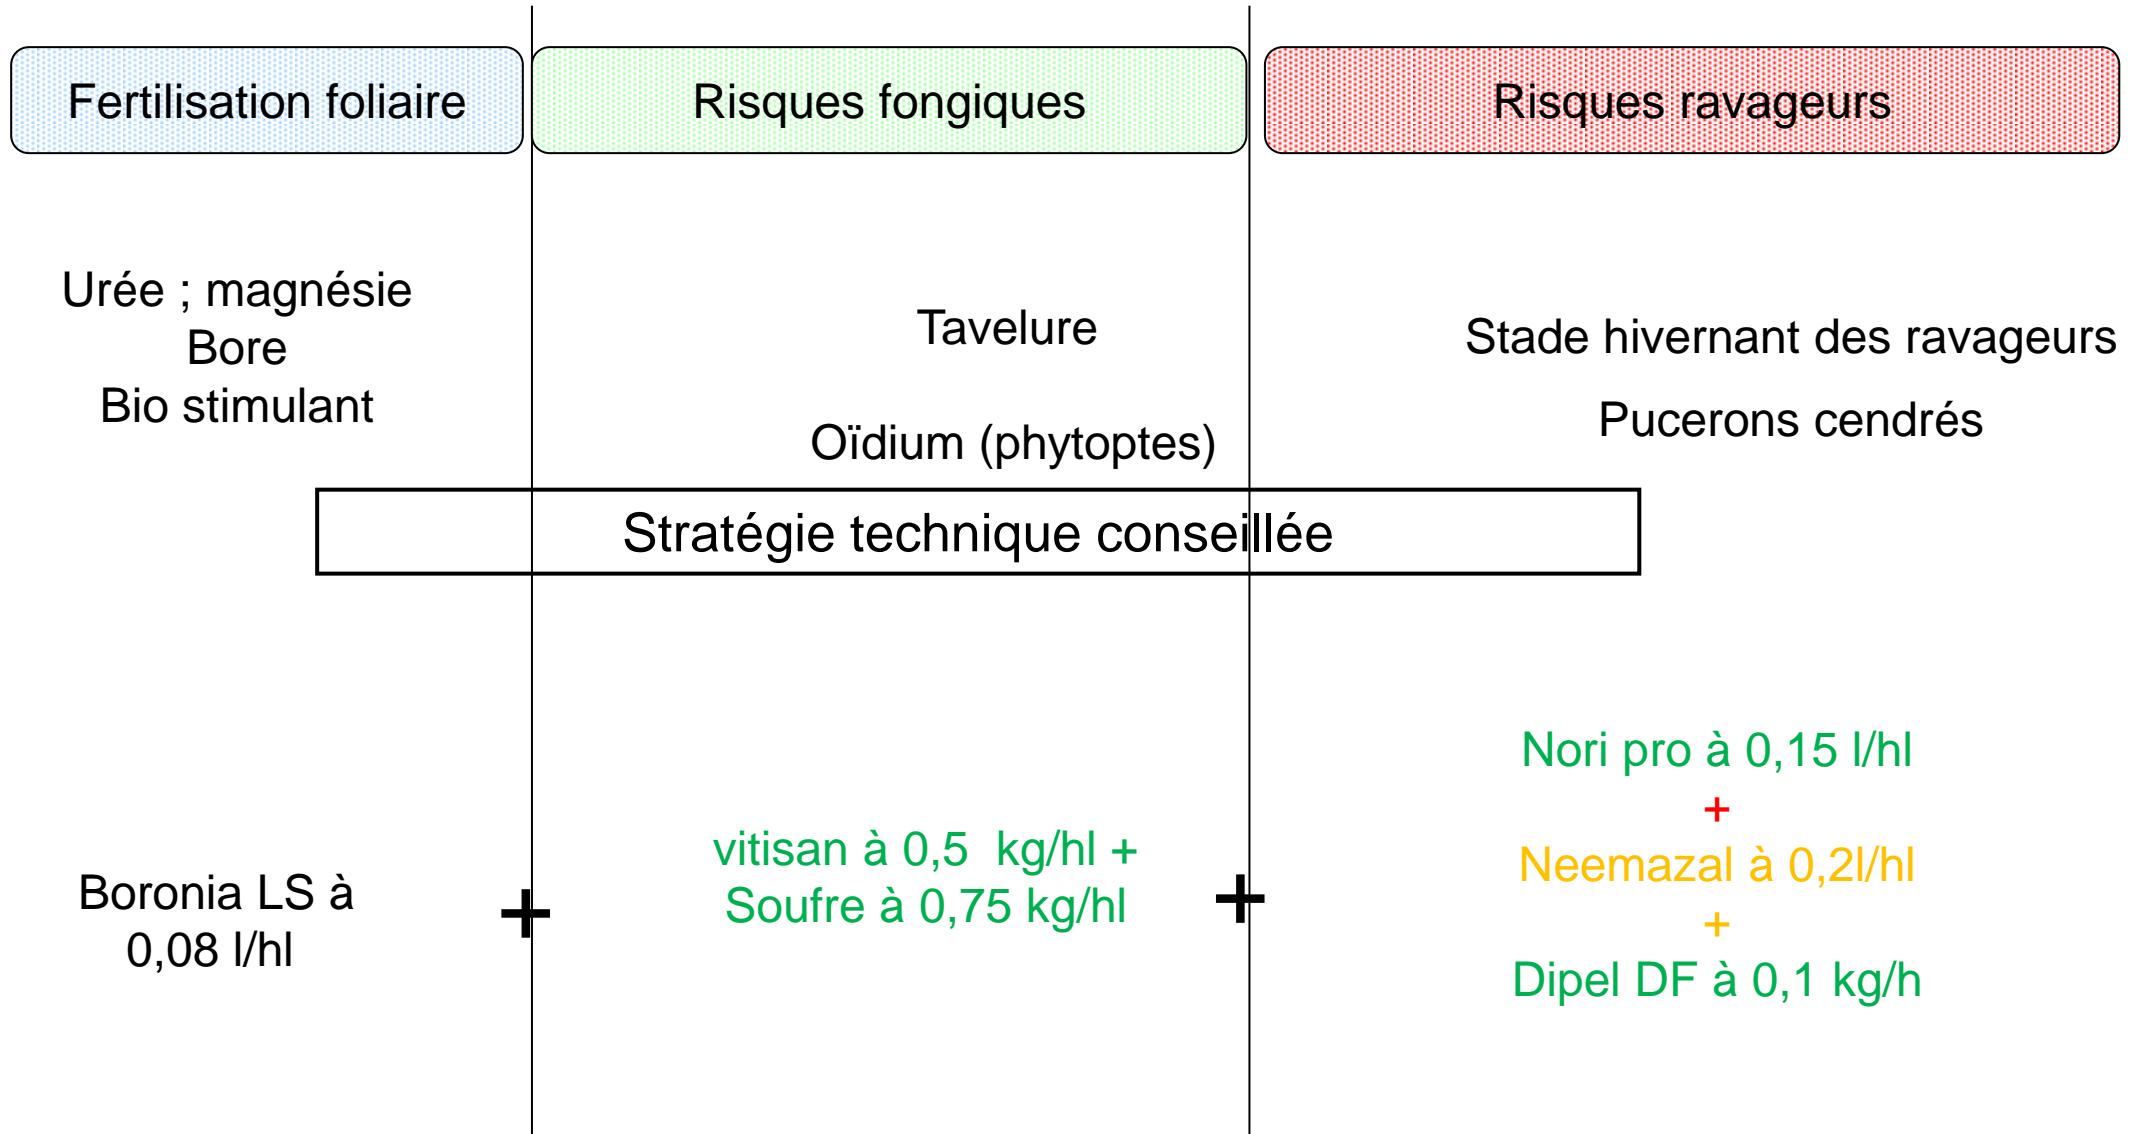 Fertilisation foliaire
Risques fongiques
Risques ravageurs
Urée ; magnésie
Bore
Bio stimulant
Tavelure
Oïdium (phytoptes)
Stade hivernant des ravageurs
Pucerons cendrés
Stratégie technique conseillée
Boronia LS à
0,08 l/hl
+
vitisan à 0,5  kg/hl +
Soufre à 0,75 kg/hl
+
Nori pro à 0,15 l/hl
+
Neemazal à 0,2l/hl
+
Dipel DF à 0,1 kg/h